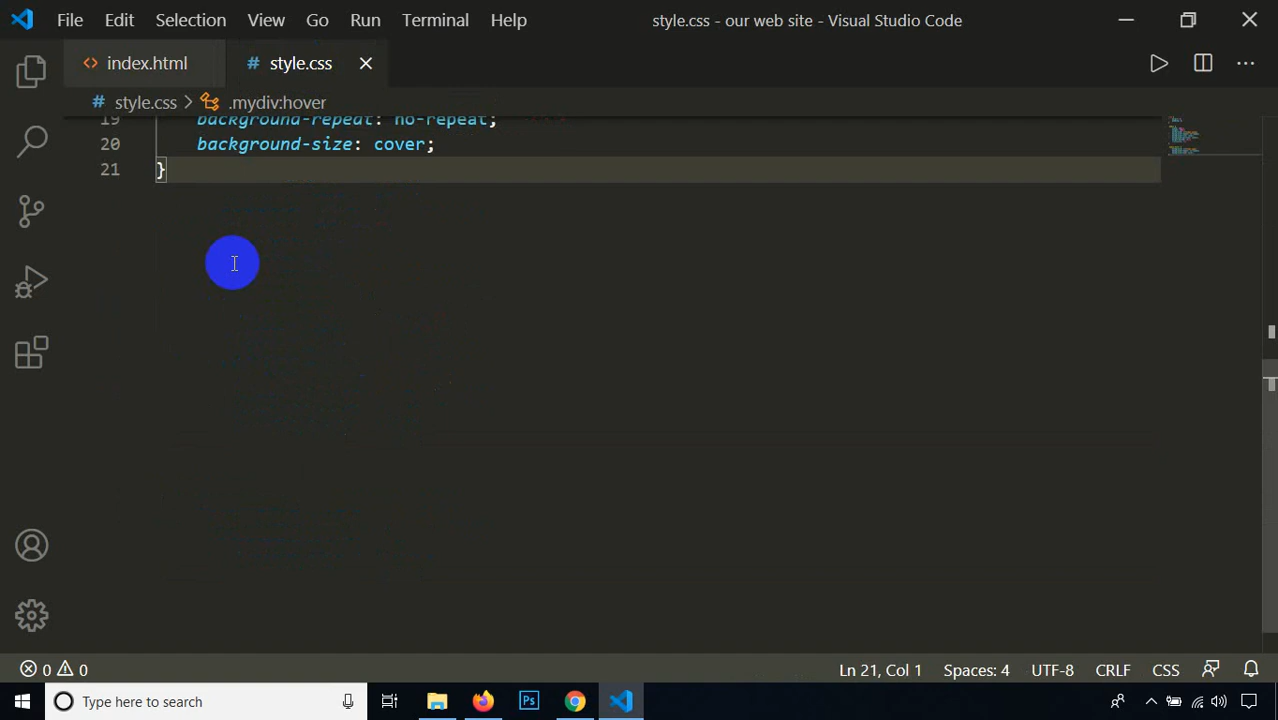 File Edit Selection View Go Run Terminal Help
style.css - our web site - Visual Studio Code
index.html
# style.css
# style.css > .mydiv:hover
19 background-repeat: no-repeat;
20 background-size: cover;
21 }
0 0
Ln 21, Col 1 Spaces: 4 UTF-8 CRLF CSS
Type here to search
Ps